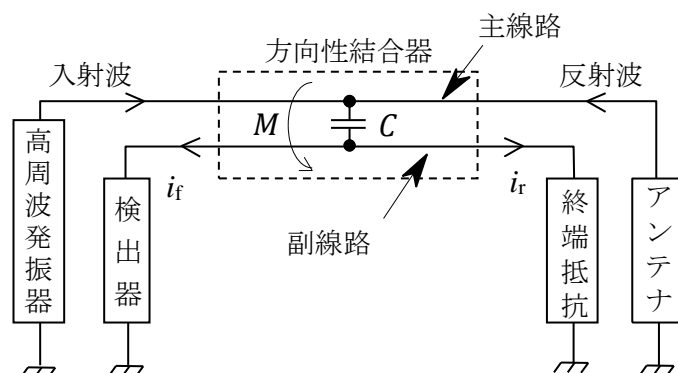 主線路
方向性結合器
入射波
反射波
M
C
i_f
i_r
副線路
高周波発振器
検出器
終端抵抗
アンテナ